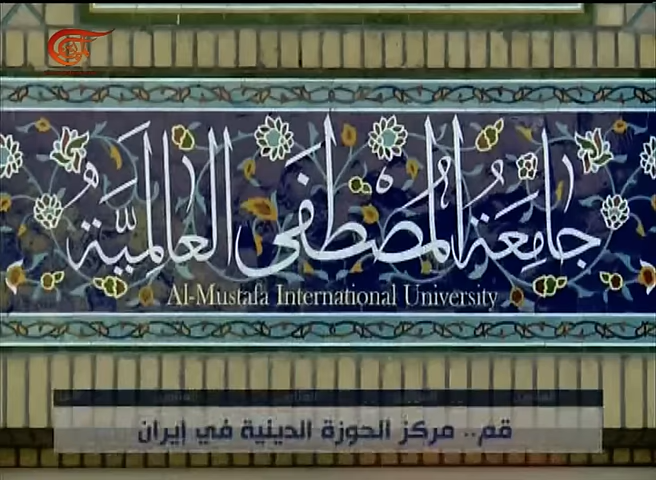 جامعة المصطفى العالمية
Al-Mustafa International University
قم.. مركز الحوزة الدينية في إيران